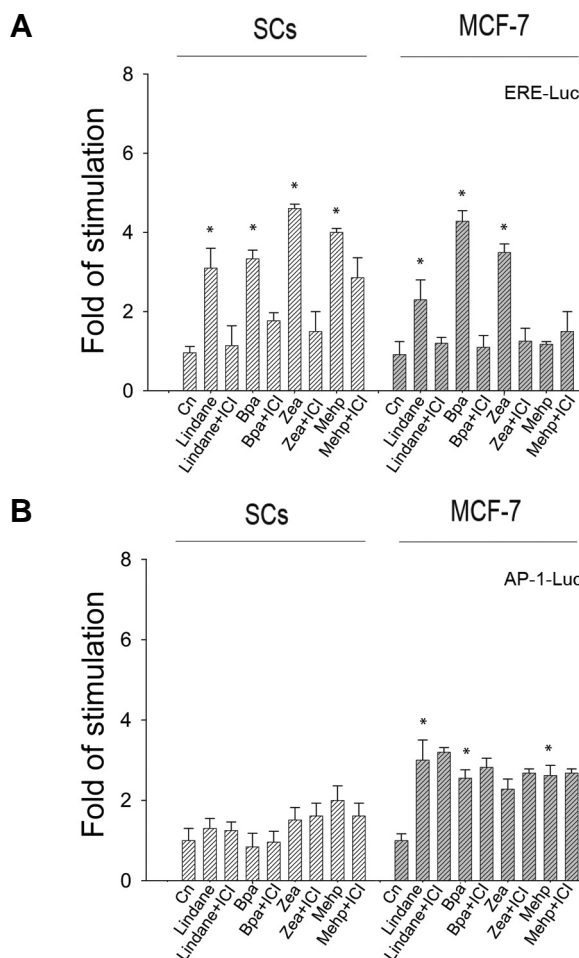 A
SCs MCF-7
ERE-Luc
Fold of stimulation
8
6
4
2
0
* * * * * * *
Cn Lindane Lindane+ICI Bpa Bpa+ICI Zea Zea+ICI Mehp Mehp+ICI Cn Lindane Lindane+ICI Bpa Bpa+ICI Zea Zea+ICI Mehp Mehp+ICI
B
SCs MCF-7
AP-1-Luc
Fold of stimulation
8
6
4
2
0
* * *
Cn Lindane Lindane+ICI Bpa Bpa+ICI Zea Zea+ICI Mehp Mehp+ICI Cn Lindane Lindane+ICI Bpa Bpa+ICI Zea Zea+ICI Mehp Mehp+ICI